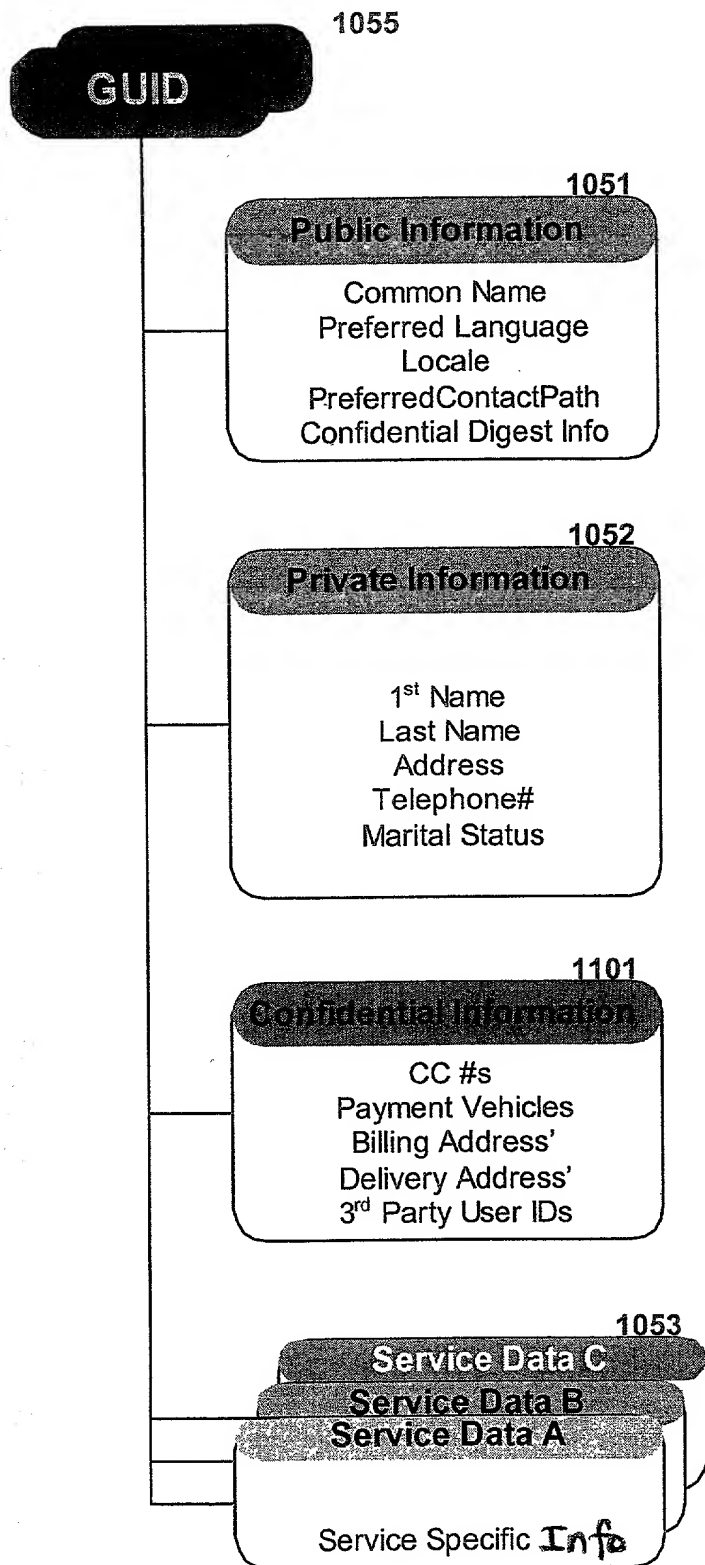 1055
GUID
1051
Public Information
Common Name
Preferred Language
Locale
PreferredContactPath
Confidential Digest Info
1052
Private Information
1st Name
Last Name
Address
Telephone#
Marital Status
1101
Confidential Information
CC #s
Payment Vehicles
Billing Address'
Delivery Address'
3rd Party User IDs
1053
Service Data C
Service Data B
Service Data A
Service Specific Info